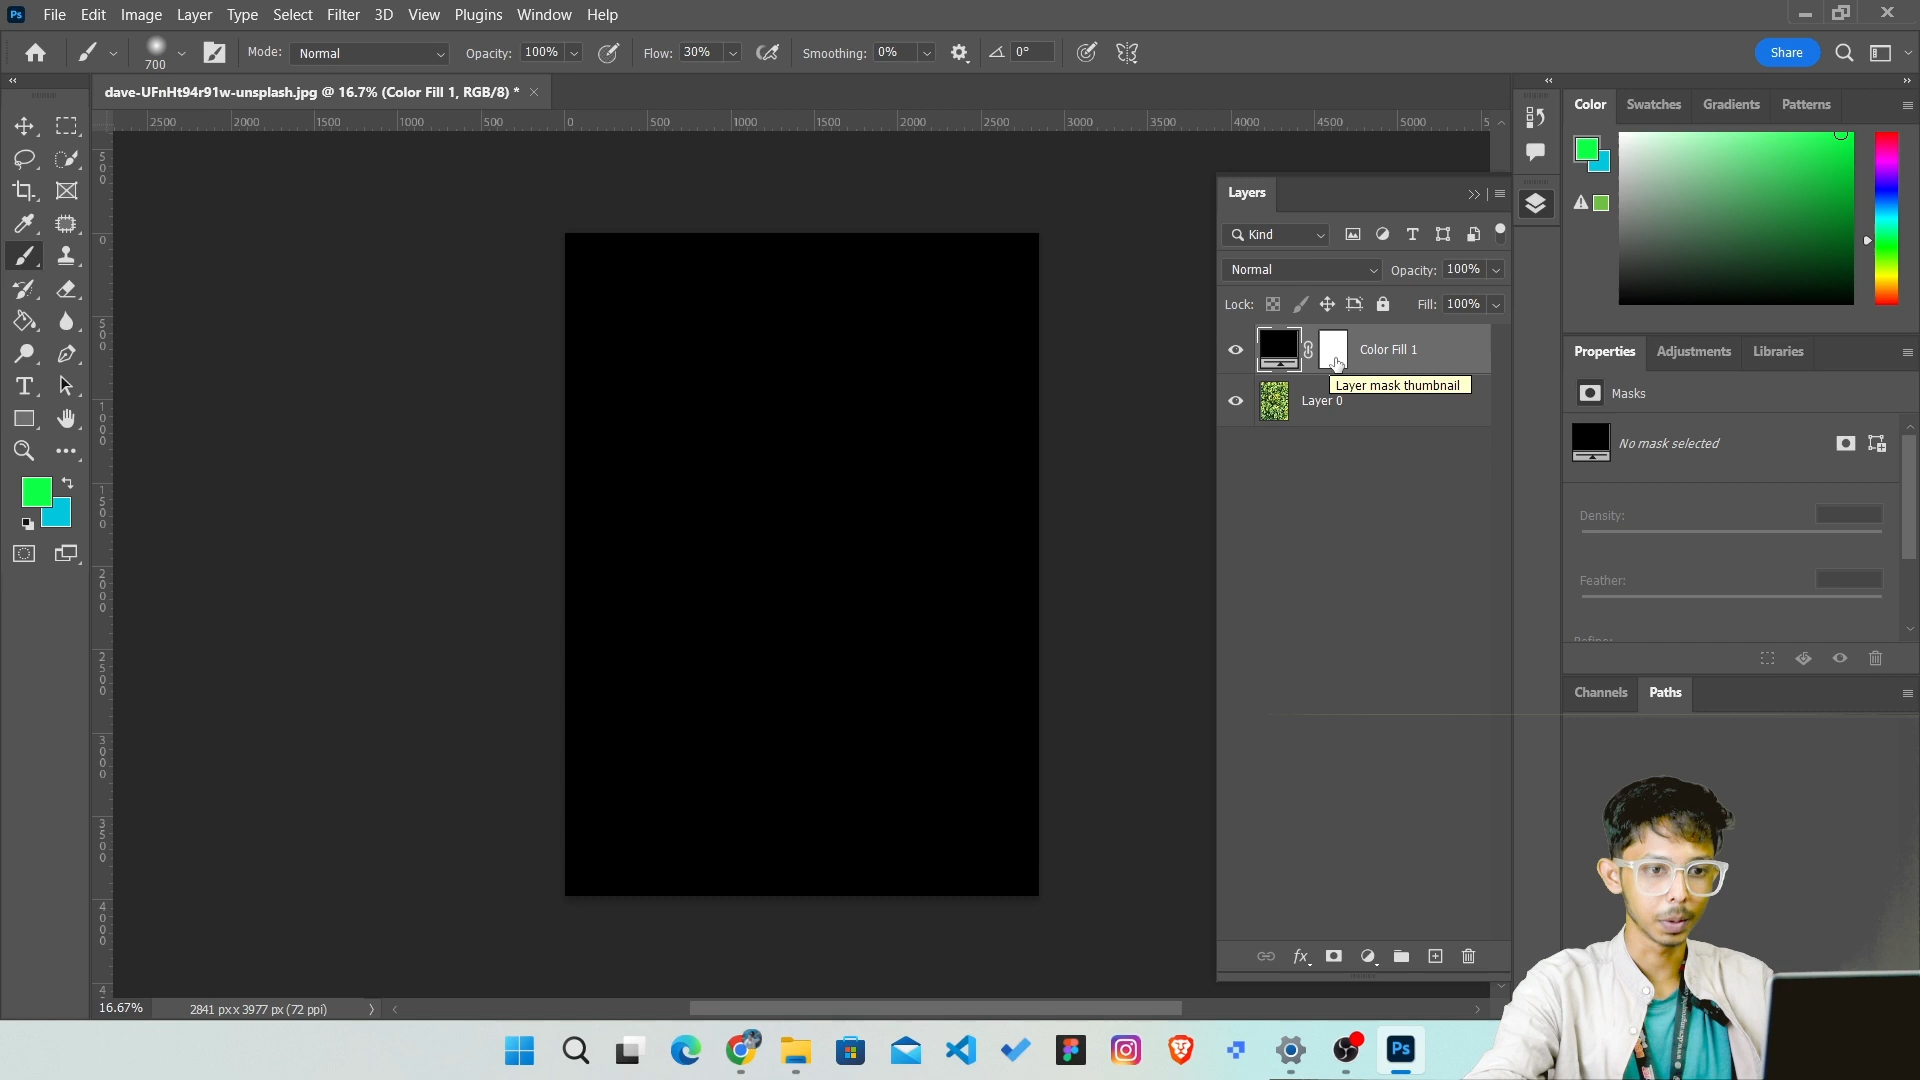 Ps File Edit Image Layer Type Select Filter 3D View Plugins Window Help
700 Mode: Normal Opacity: 100% Flow: 30% Smoothing: 0% 0° Share
dave-UFnHt94r91w-unsplash.jpg @ 16.7% (Color Fill 1, RGB/8) *
2500 2000 1500 1000 500 0 500 1000 1500 2000 2500 3000 3500 4000 4500 5000 5
500
0
500
1000
1500
2000
2500
3000
3500
4000
4
Layers
Kind
Normal Opacity: 100%
Lock: Fill: 100%
Color Fill 1
Layer mask thumbnail
Layer 0
fx
Color Swatches Gradients Patterns
Properties Adjustments Libraries
Masks
No mask selected
Density:
Feather:
Refine:
Channels Paths
16.67% 2841 px x 3977 px (72 ppi)
Ps